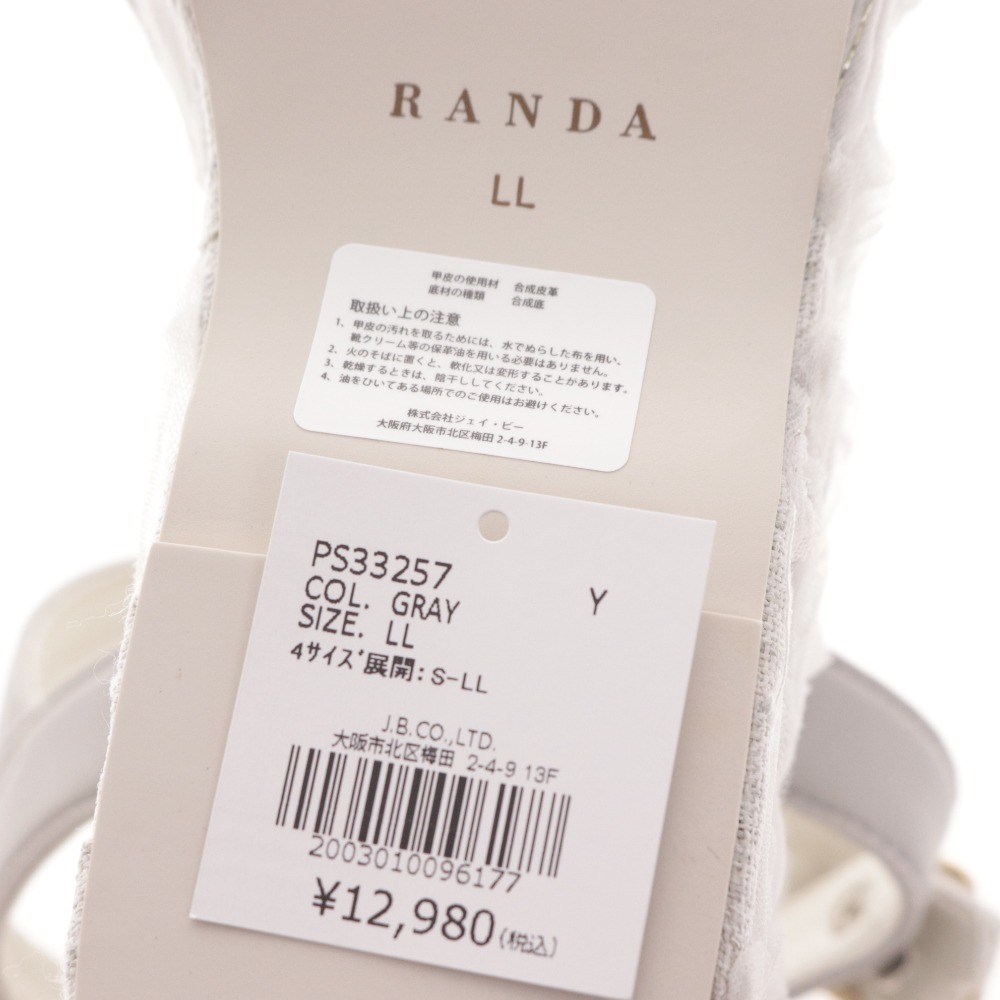 RANDA
LL
甲皮の使用材 合成皮革
底材の種類 合成底
取扱い上の注意
1、甲皮の汚れを取るためには、水でぬらした布を用い、
靴クリーム等の保革油を用いる必要はありません。
2、火のそばに置くと、軟化又は変形することがあります。
3、乾燥するときは、陰干ししてください。
4、油をひいてある場所でのご使用はお避けください。
株式会社ジェイ・ビー
大阪府大阪市北区梅田 2-4-9-13F
PS33257
COL. GRAY Y
SIZE. LL
4サイズ展開:S-LL
J.B.CO.,LTD.
大阪市北区梅田 2-4-9 13F
2003010096177
¥12,980(税込)